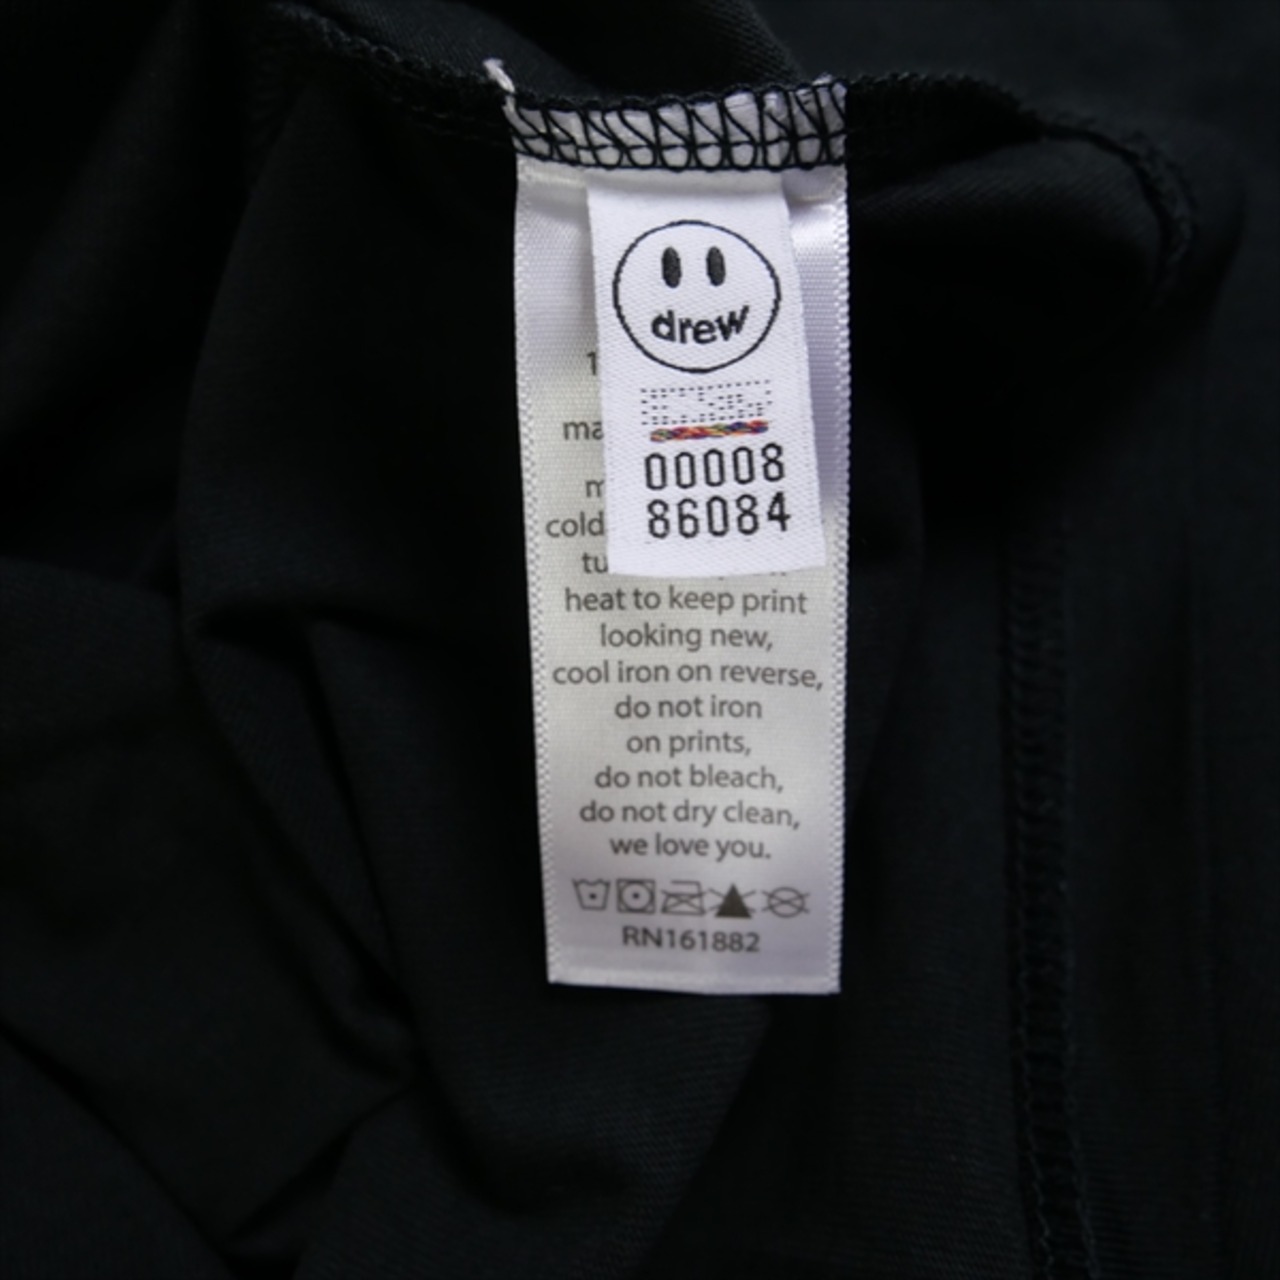 drew
00008
86084
heat to keep print
looking new,
cool iron on reverse,
do not iron
on prints,
do not bleach,
do not dry clean,
we love you.
RN161882